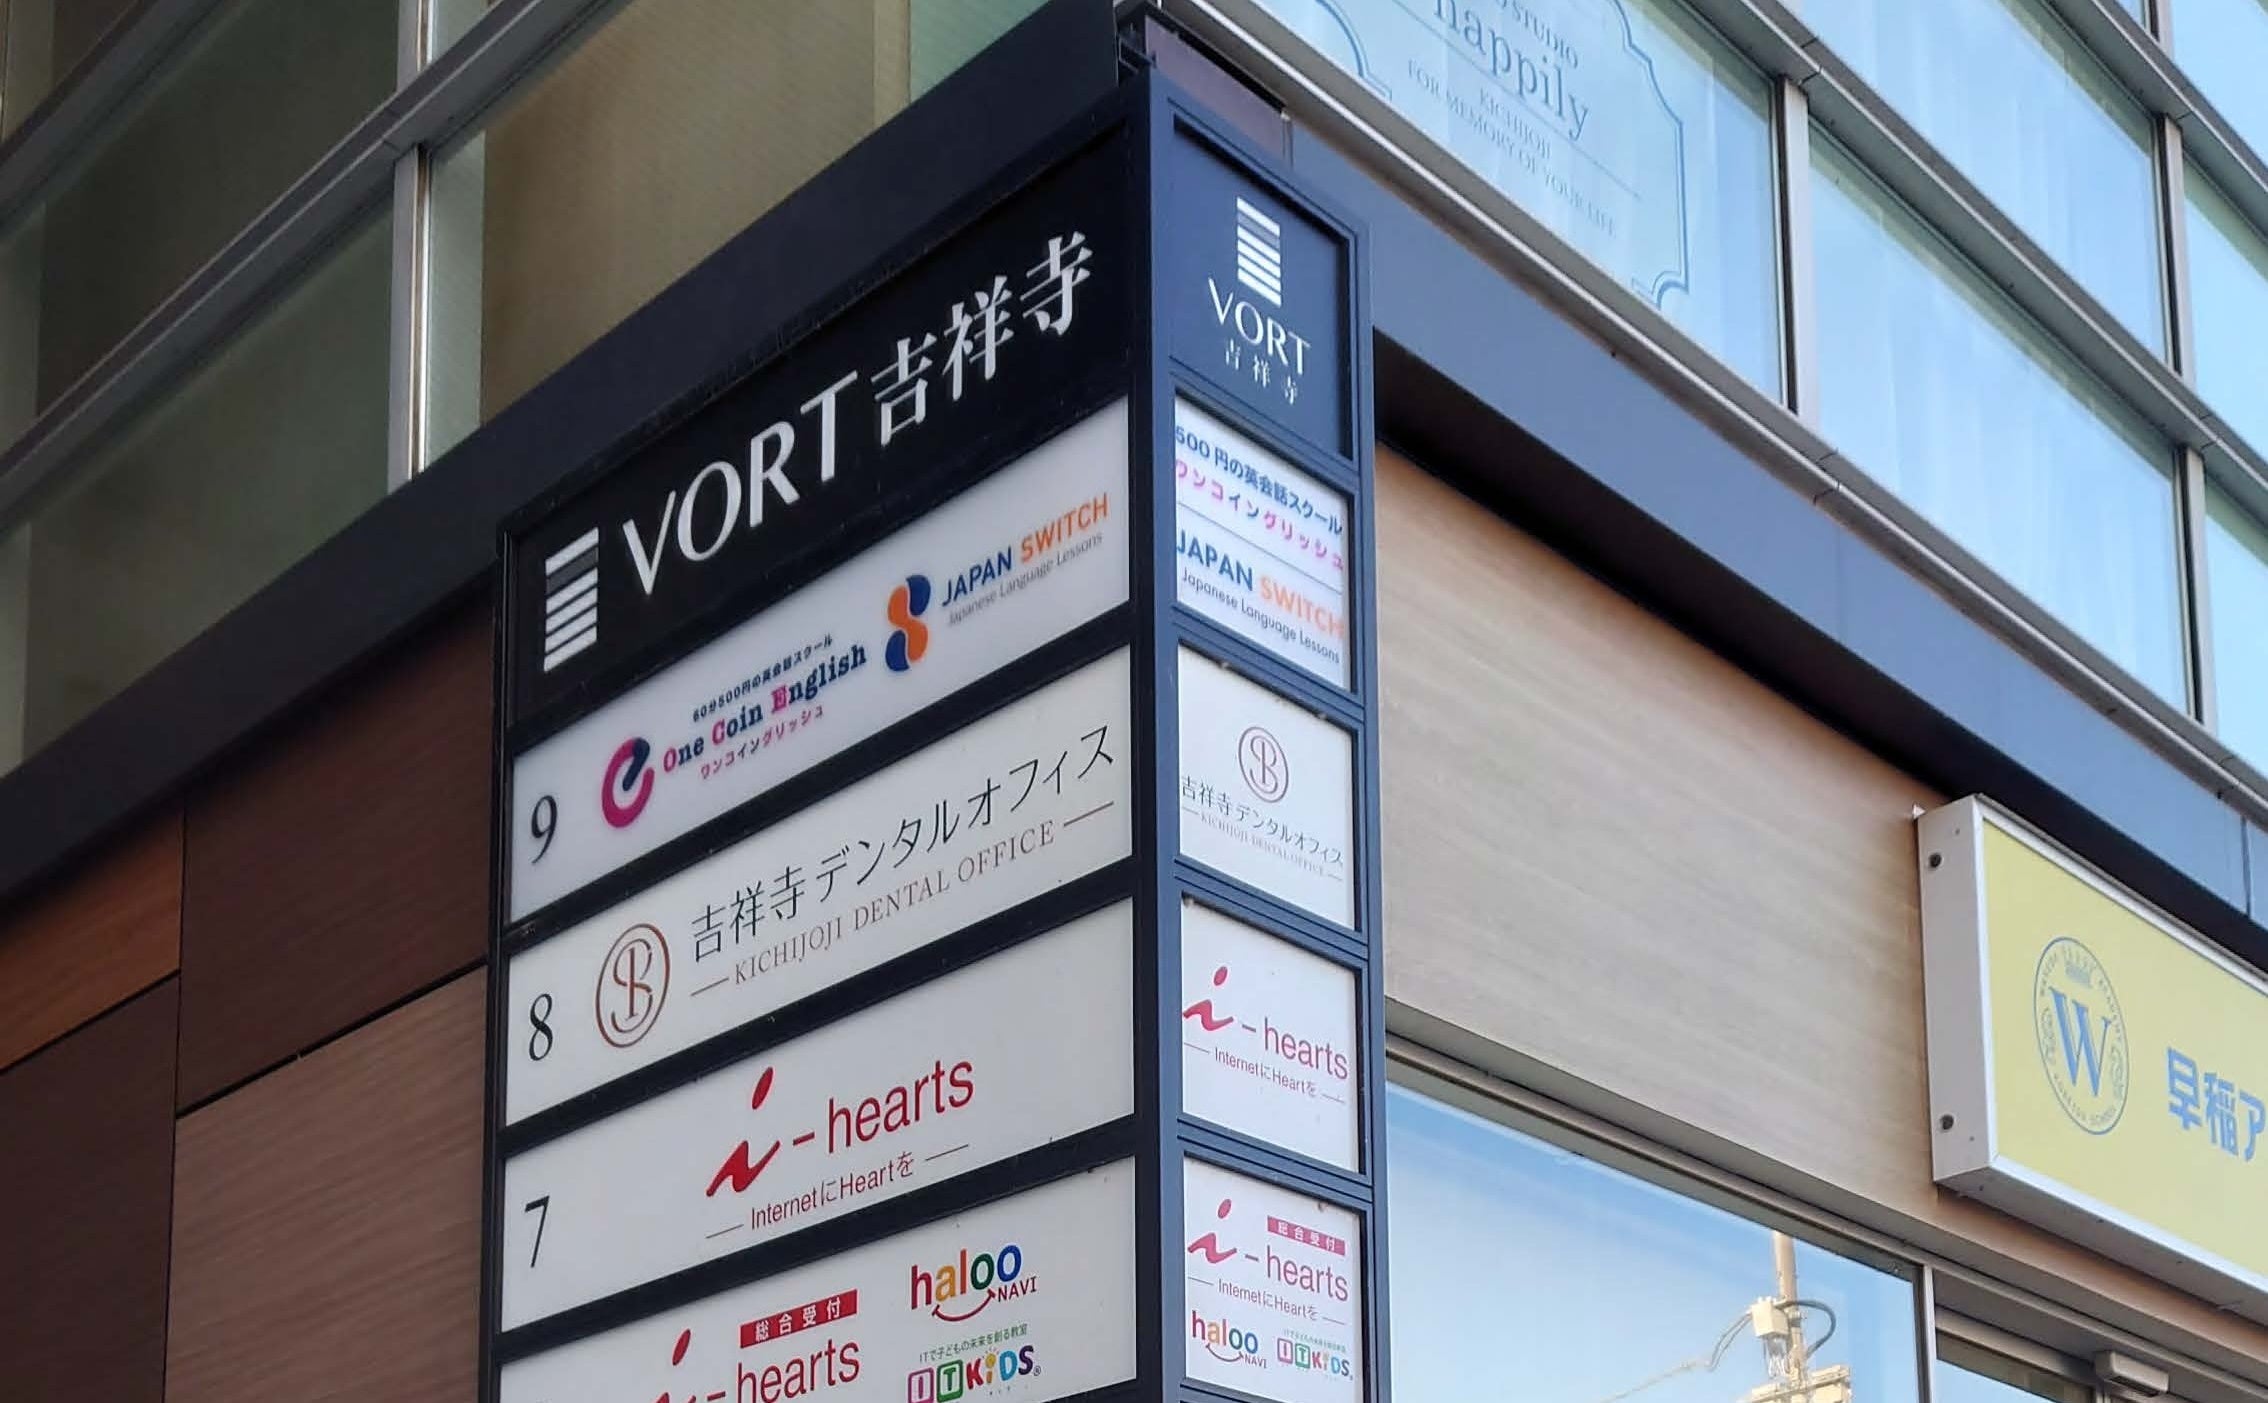 STUDIO
happily
KICHIJOJI
FOR MEMORY OF YOUR LIFE
VORT 吉祥寺
9
60分500円の英会話スクール
One Coin English
ワンコイングリッシュ
JAPAN SWITCH
Japanese Language Lessons
8
吉祥寺デンタルオフィス
KICHIJOJI DENTAL OFFICE
7
i-hearts
InternetにHeartを
総合受付
i-hearts
haloo
NAVI
ITで子どもの未来を創る教室
IT KiDS®
VORT
吉祥寺
500円の英会話スクール
ワンコイングリッシュ
JAPAN SWITCH
Japanese Language Lessons
吉祥寺デンタルオフィス
KICHIJOJI DENTAL OFFICE
i-hearts
InternetにHeartを
総合受付
i-hearts
InternetにHeartを
haloo
NAVI
IT KiDS
W
早稲ア